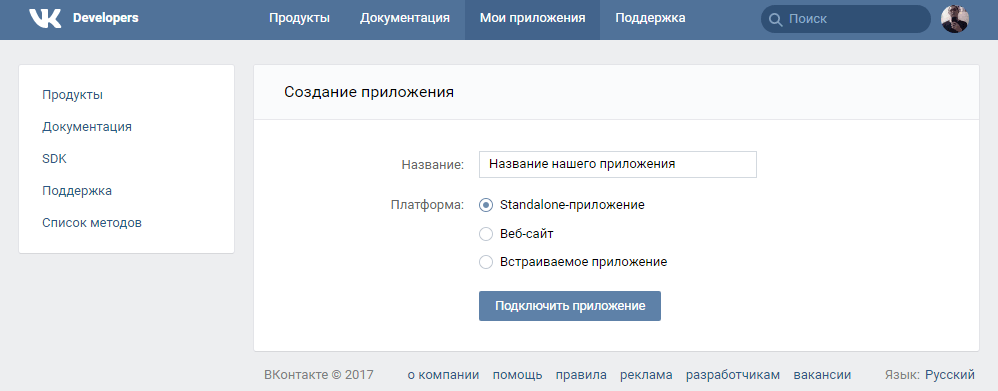 VK Developers Продукты Документация Мои приложения Поддержка Поиск
Продукты
Документация
SDK
Поддержка
Список методов
Создание приложения
Название: Название нашего приложения
Платформа: Standalone-приложение
Веб-сайт
Встраиваемое приложение
Подключить приложение
ВКонтакте © 2017 о компании помощь правила реклама разработчикам вакансии Язык: Русский